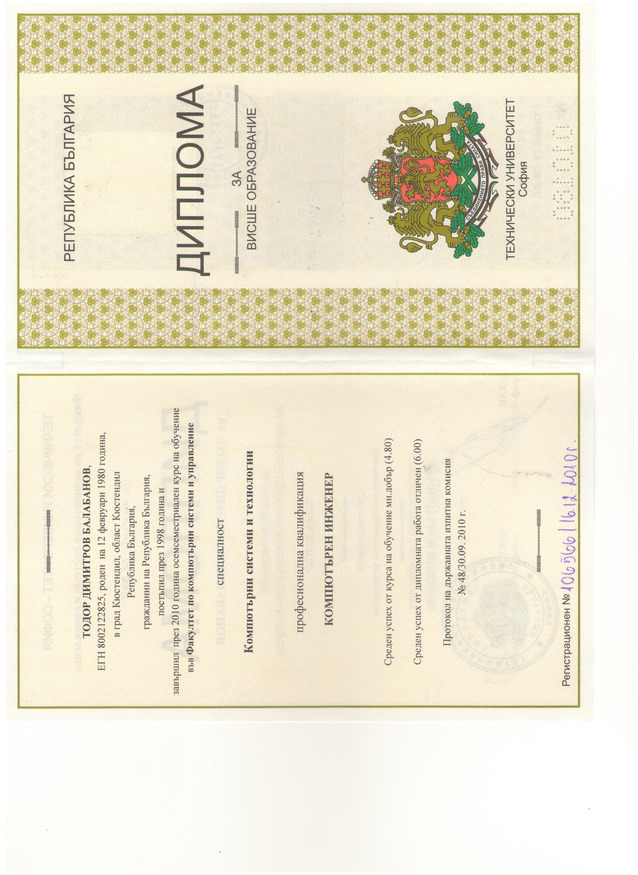 РЕПУБЛИКА БЪЛГАРИЯ
ДИПЛОМА
ЗА
ВИСШЕ ОБРАЗОВАНИЕ
ТЕХНИЧЕСКИ УНИВЕРСИТЕТ
София
ТОДОР ДИМИТРОВ БАЛАБАНОВ,
ЕГН 8002122825, роден на 12 февруари 1980 година,
в град Кюстендил, област Кюстендил
Република България,
гражданин на Република България,
постъпил през 1998 година и
завършил през 2010 година осемсеместриален курс на обучение
във Факултет по компютърни системи и управление
специалност
Компютърни системи и технологии
професионална квалификация
КОМПЮТЪРЕН ИНЖЕНЕР
Среден успех от курса на обучение мн.добър (4.80)
Среден успех от дипломната работа отличен (6.00)
Протокол на държавната изпитна комисия
№ 48/30.09. 2010 г.
Регистрационен № 106566 / 16.12. 2010 г.